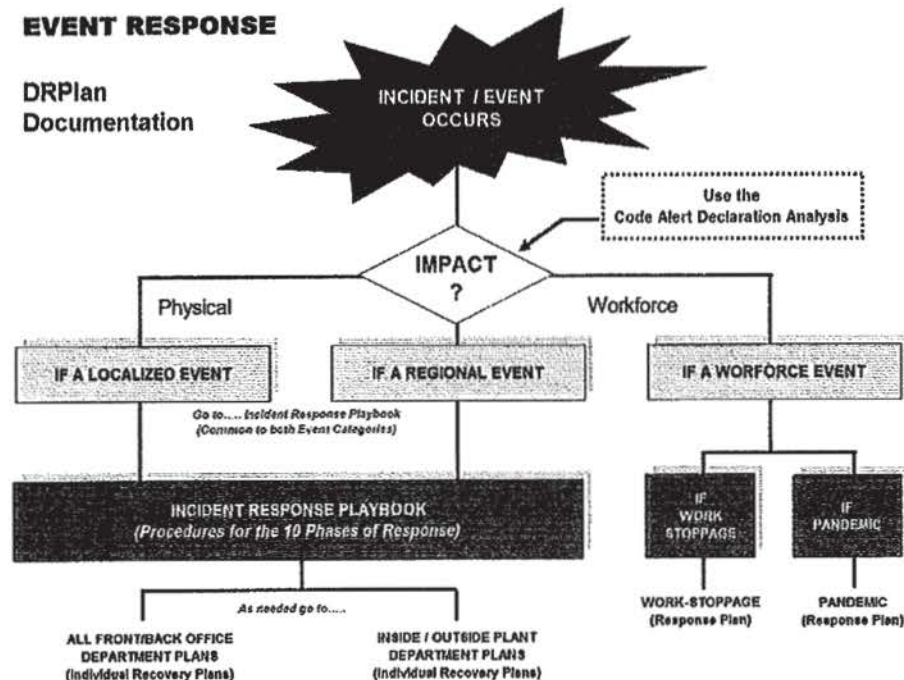 EVENT RESPONSE
DRPlan
Documentation
INCIDENT / EVENT
OCCURS
Use the
Code Alert Declaration Analysis
IMPACT
?
Physical
Workforce
IF A LOCALIZED EVENT
IF A REGIONAL EVENT
IF A WORFORCE EVENT
Go to..... Incident Response Playbook
(Common to both Event Categories)
INCIDENT RESPONSE PLAYBOOK
(Procedures for the 10 Phases of Response)
IF
WORK
STOPPAGE
IF
PANDEMIC
As needed go to.....
WORK-STOPPAGE
(Response Plan)
PANDEMIC
(Response Plan)
ALL FRONT/BACK OFFICE
DEPARTMENT PLANS
(Individual Recovery Plans)
INSIDE / OUTSIDE PLANT
DEPARTMENT PLANS
(Individual Recovery Plans)